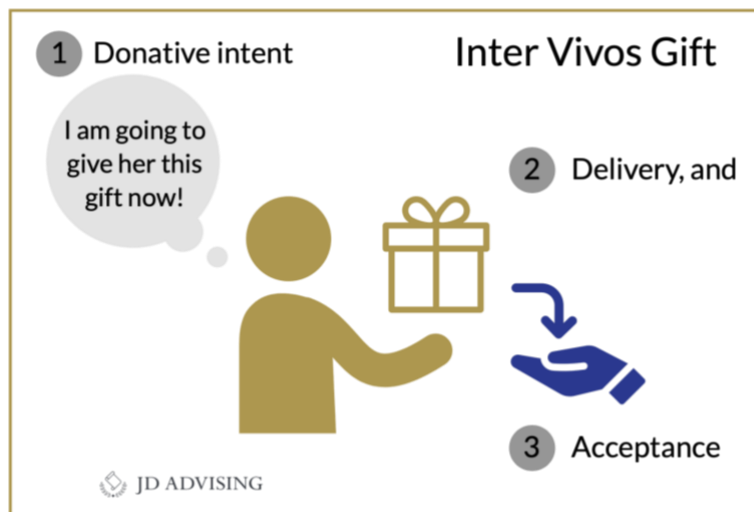 1 Donative intent
Inter Vivos Gift
I am going to
give her this
gift now!
2 Delivery, and
3 Acceptance
JD ADVISING